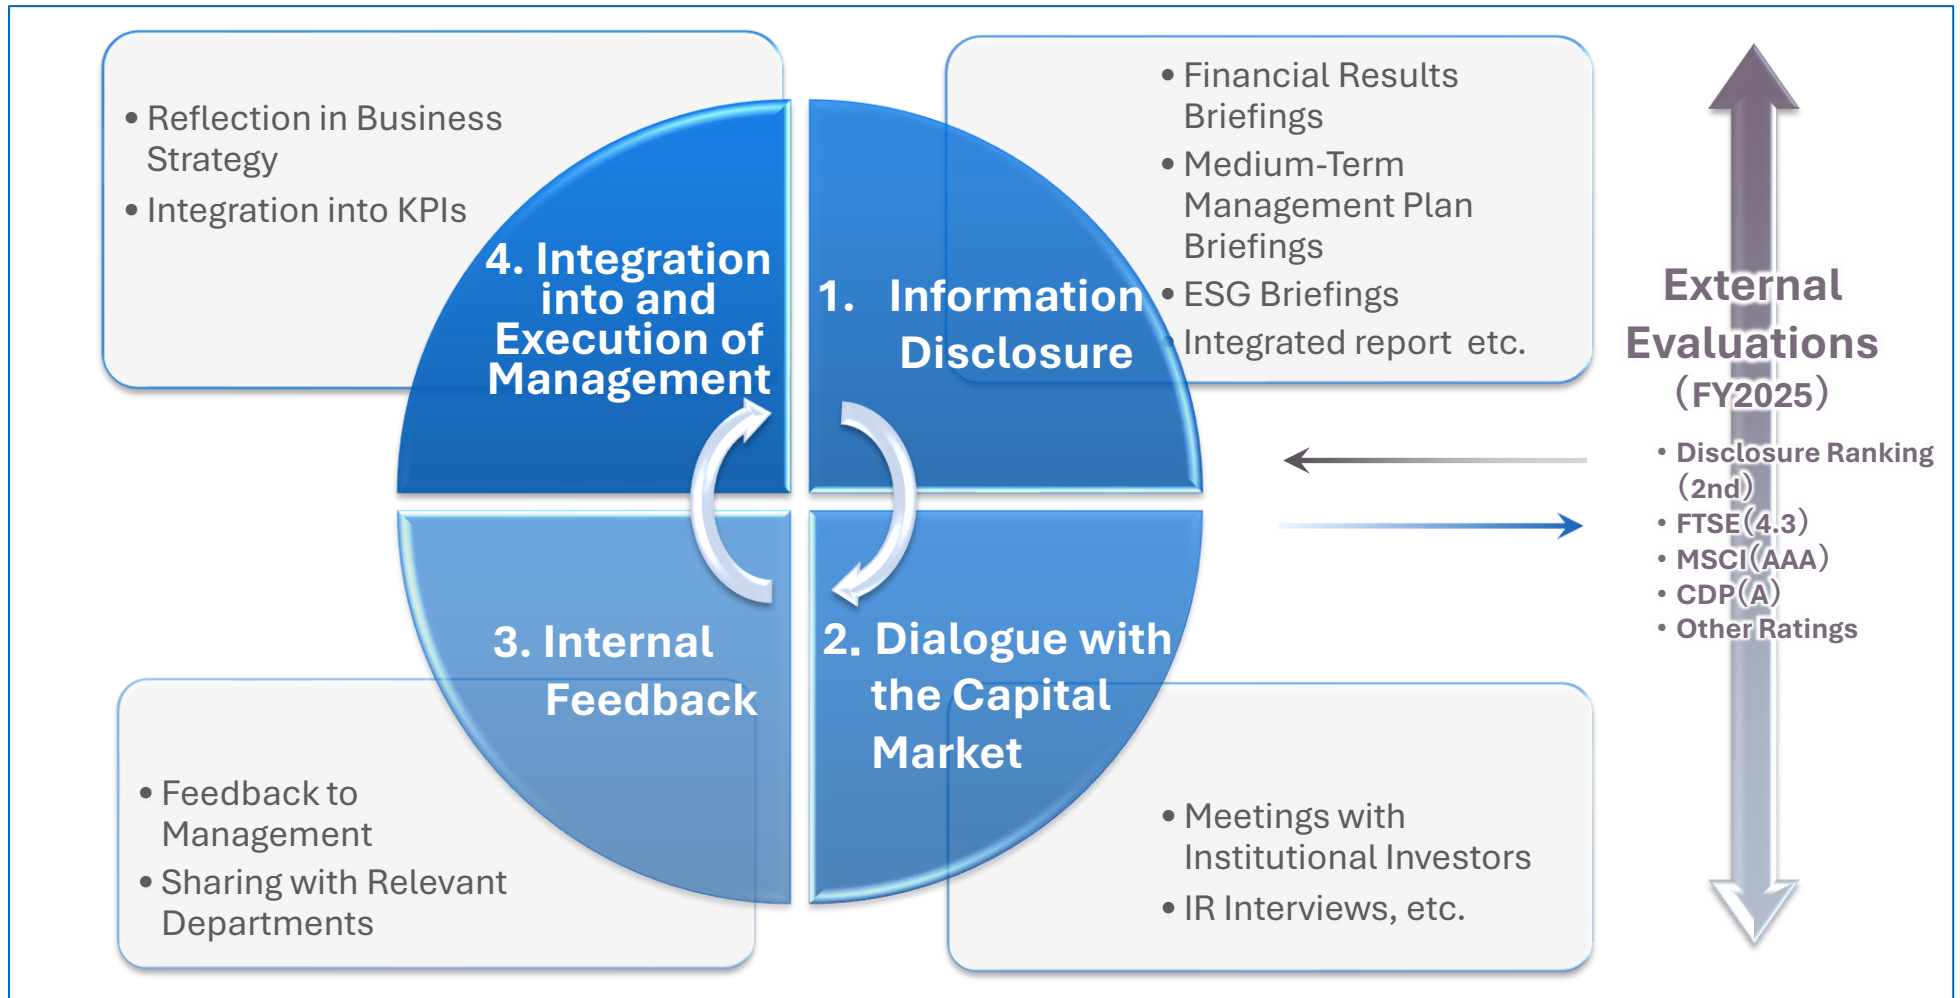 • Reflection in Business
Strategy
• Integration into KPIs
4. Integration
into and
Execution of
Management
• Financial Results
Briefings
• Medium-Term
Management Plan
Briefings
• ESG Briefings
• Integrated report etc.
1. Information
Disclosure
3. Internal
Feedback
• Feedback to
Management
• Sharing with Relevant
Departments
2. Dialogue with
the Capital
Market
• Meetings with
Institutional Investors
• IR Interviews, etc.
External
Evaluations
（FY2025）
• Disclosure Ranking
（2nd）
• FTSE（4.3）
• MSCI（AAA）
• CDP（A）
• Other Ratings